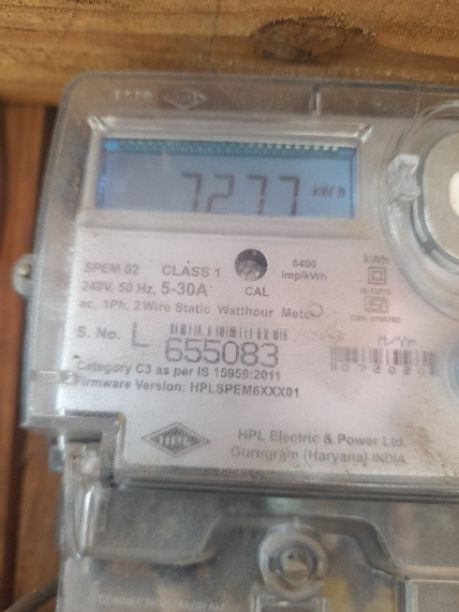 7277 kWh
SPEM 02 CLASS 1 6400 imp/kWh kWh
240V, 50 Hz, 5-30A CAL
ac, 1Ph, 2 Wire Static Watthour Meter
S. No. L 655083 M/Yr
Category C3 as per IS 15959:2011
Firmware Version: HPLSPEM6XXX01
HPL HPL Electric & Power Ltd.
Gurugram (Haryana) INDIA